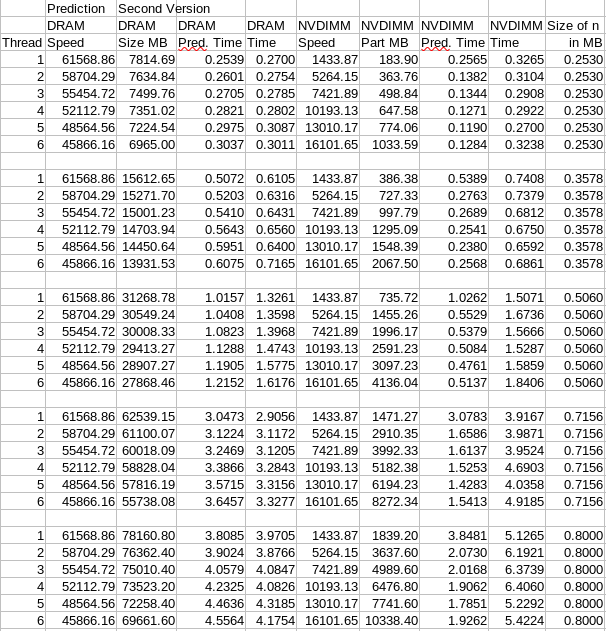 Prediction Second Version
DRAM DRAM DRAM DRAM NVDIMM NVDIMM NVDIMM NVDIMM Size of n
Thread Speed Size MB Pred. Time Time Speed Part MB Pred. Time Time in MB
1 61568.86 7814.69 0.2539 0.2700 1433.87 183.90 0.2565 0.3265 0.2530
2 58704.29 7634.84 0.2601 0.2754 5264.15 363.76 0.1382 0.3104 0.2530
3 55454.72 7499.76 0.2705 0.2785 7421.89 498.84 0.1344 0.2908 0.2530
4 52112.79 7351.02 0.2821 0.2802 10193.13 647.58 0.1271 0.2922 0.2530
5 48564.56 7224.54 0.2975 0.3087 13010.17 774.06 0.1190 0.2700 0.2530
6 45866.16 6965.00 0.3037 0.3011 16101.65 1033.59 0.1284 0.3238 0.2530
1 61568.86 15612.65 0.5072 0.6105 1433.87 386.38 0.5389 0.7408 0.3578
2 58704.29 15271.70 0.5203 0.6316 5264.15 727.33 0.2763 0.7379 0.3578
3 55454.72 15001.23 0.5410 0.6431 7421.89 997.79 0.2689 0.6812 0.3578
4 52112.79 14703.94 0.5643 0.6560 10193.13 1295.09 0.2541 0.6750 0.3578
5 48564.56 14450.64 0.5951 0.6400 13010.17 1548.39 0.2380 0.6592 0.3578
6 45866.16 13931.53 0.6075 0.7165 16101.65 2067.50 0.2568 0.6861 0.3578
1 61568.86 31268.78 1.0157 1.3261 1433.87 735.72 1.0262 1.5071 0.5060
2 58704.29 30549.24 1.0408 1.3598 5264.15 1455.26 0.5529 1.6736 0.5060
3 55454.72 30008.33 1.0823 1.3968 7421.89 1996.17 0.5379 1.5666 0.5060
4 52112.79 29413.27 1.1288 1.4743 10193.13 2591.23 0.5084 1.5287 0.5060
5 48564.56 28907.27 1.1905 1.5775 13010.17 3097.23 0.4761 1.5859 0.5060
6 45866.16 27868.46 1.2152 1.6176 16101.65 4136.04 0.5137 1.8406 0.5060
1 61568.86 62539.15 3.0473 2.9056 1433.87 1471.27 3.0783 3.9167 0.7156
2 58704.29 61100.07 3.1224 3.1172 5264.15 2910.35 1.6586 3.9871 0.7156
3 55454.72 60018.09 3.2469 3.1205 7421.89 3992.33 1.6137 3.9524 0.7156
4 52112.79 58828.04 3.3866 3.2843 10193.13 5182.38 1.5253 4.6903 0.7156
5 48564.56 57816.19 3.5715 3.3156 13010.17 6194.23 1.4283 4.0358 0.7156
6 45866.16 55738.08 3.6457 3.3277 16101.65 8272.34 1.5413 4.9185 0.7156
1 61568.86 78160.80 3.8085 3.9705 1433.87 1839.20 3.8481 5.1265 0.8000
2 58704.29 76362.40 3.9024 3.8766 5264.15 3637.60 2.0730 6.1921 0.8000
3 55454.72 75010.40 4.0579 4.0847 7421.89 4989.60 2.0168 6.3739 0.8000
4 52112.79 73523.20 4.2325 4.0826 10193.13 6476.80 1.9062 6.4060 0.8000
5 48564.56 72258.40 4.4636 4.3185 13010.17 7741.60 1.7851 5.2292 0.8000
6 45866.16 69661.60 4.5564 4.1754 16101.65 10338.40 1.9262 5.4224 0.8000